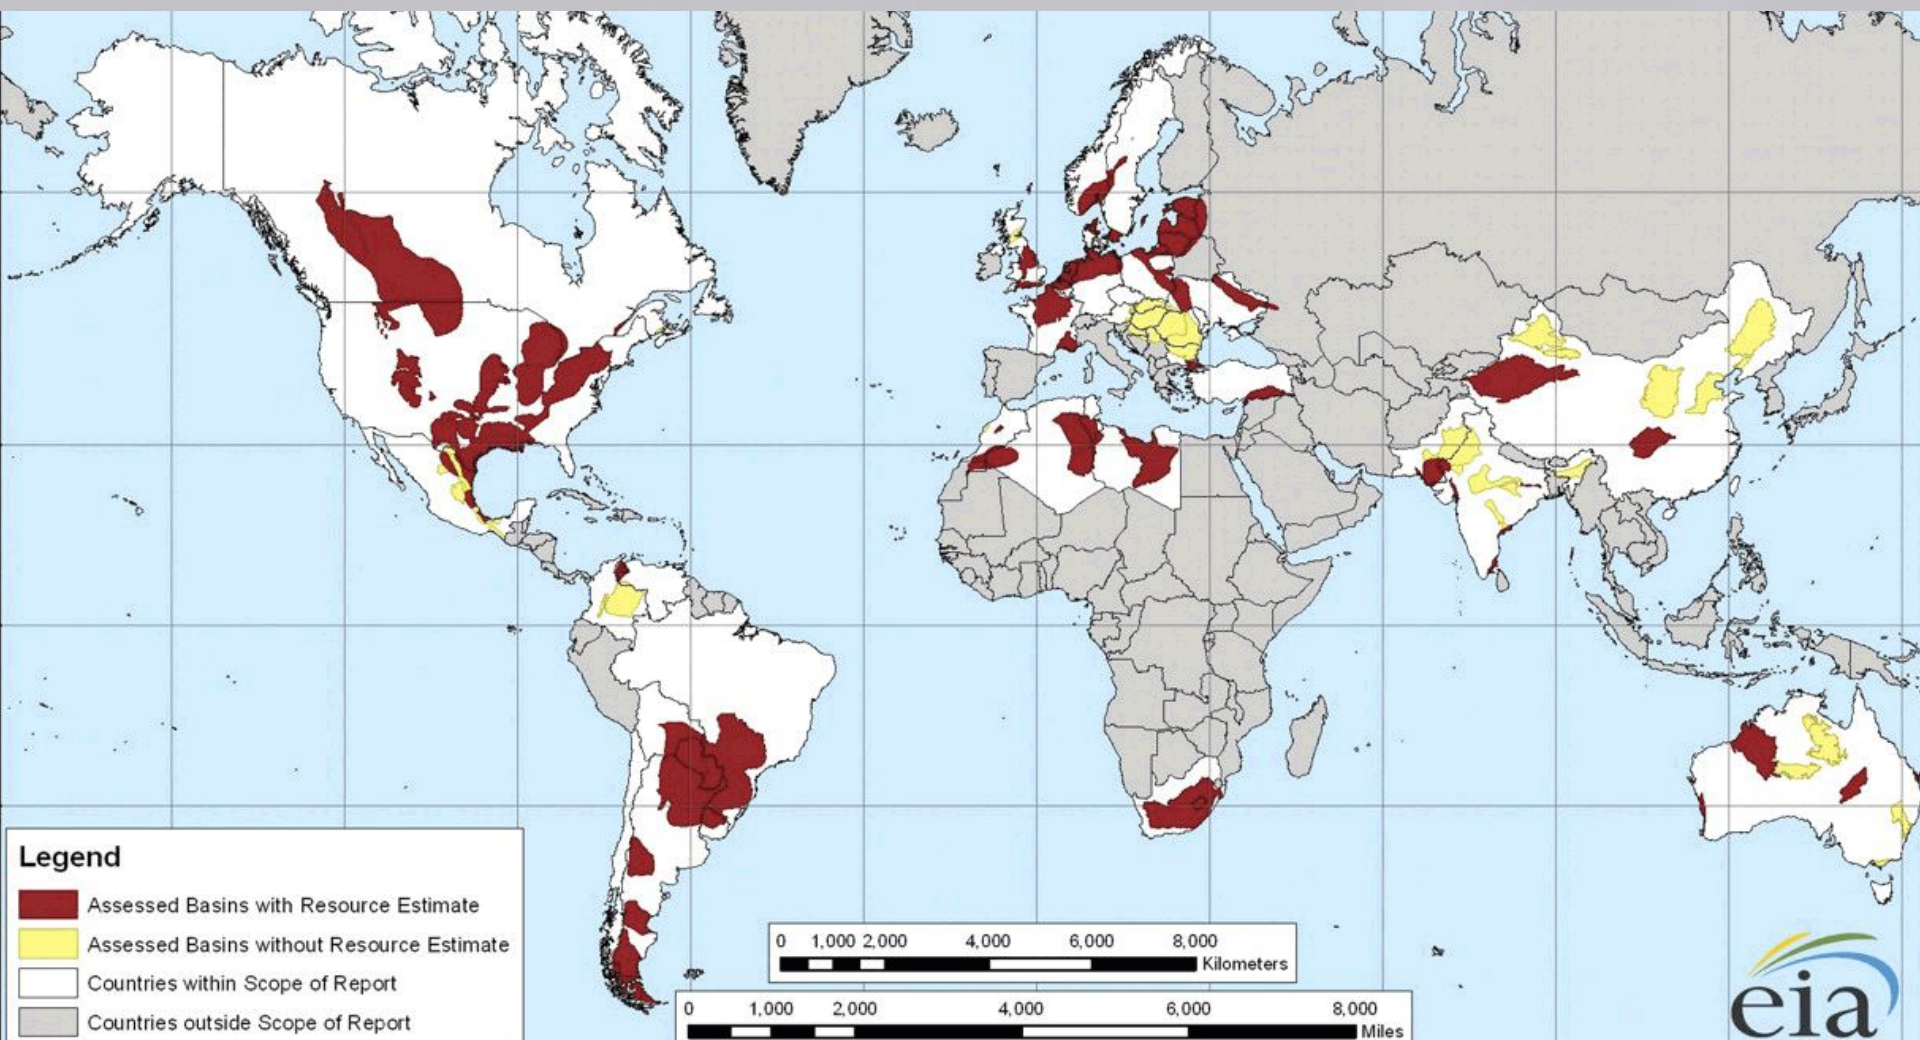 Legend
Assessed Basins with Resource Estimate
Assessed Basins without Resource Estimate
Countries within Scope of Report
Countries outside Scope of Report
0 1,000 2,000 4,000 6,000 8,000
Kilometers
0 1,000 2,000 4,000 6,000 8,000
Miles
eia